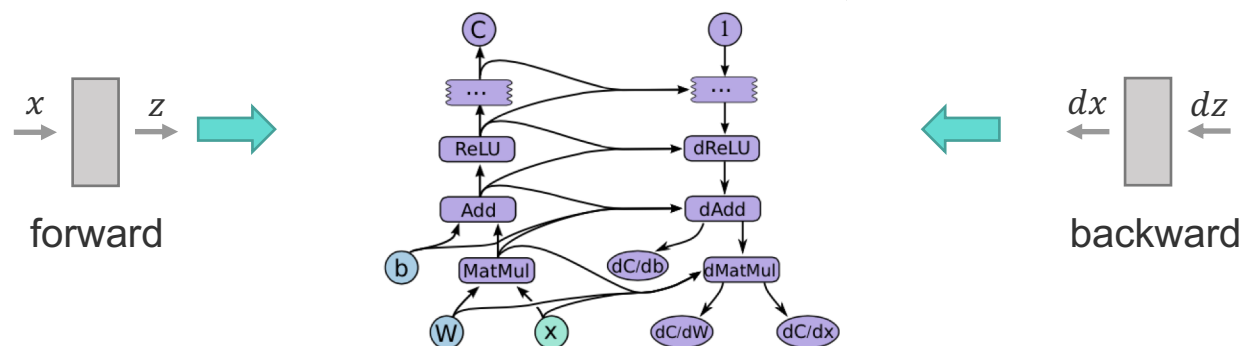 C
1
...
...
x
z
dx
dz
ReLU
dReLU
Add
dAdd
forward
backward
b
MatMul
dC/db
dMatMul
W
x
dC/dW
dC/dx